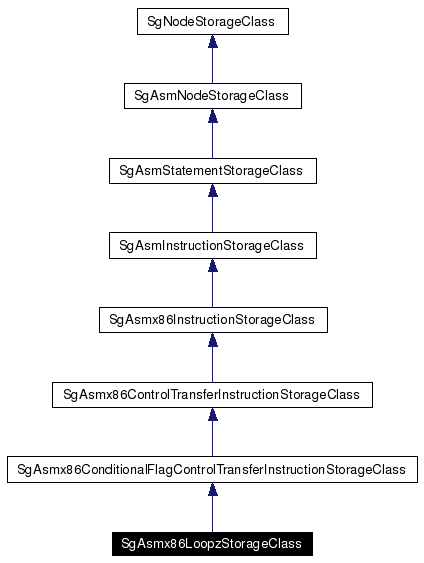 SgNodeStorageClass
SgAsmNodeStorageClass
SgAsmStatementStorageClass
SgAsmInstructionStorageClass
SgAsmx86InstructionStorageClass
SgAsmx86ControlTransferInstructionStorageClass
SgAsmx86ConditionalFlagControlTransferInstructionStorageClass
SgAsmx86LoopzStorageClass